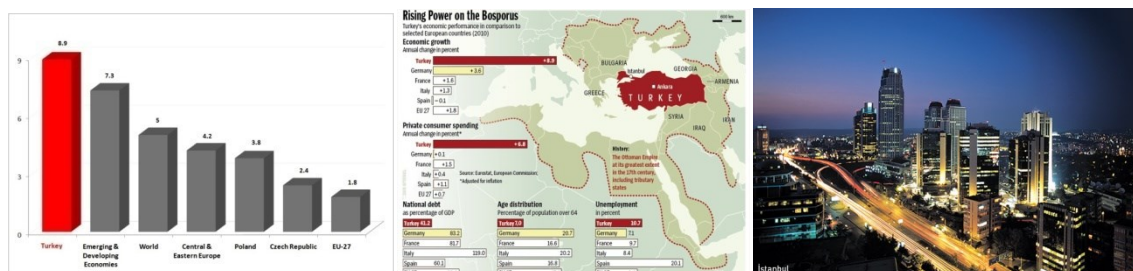 8.9
7.3
5
4.2
3.8
2.4
1.8
9
6
3
0
Turkey
Emerging &
Developing
Economies
World
Central &
Eastern Europe
Poland
Czech Republic
EU-27
Rising Power on the Bosporus
Turkey's economic performance in comparison to
selected European countries (2010)
Economic growth
Annual change in percent
Turkey +8.9
Germany +3.6
France +1.6
Italy +1.3
Spain - 0.1
EU 27 +1.8
Private consumer spending
Annual change in percent*
Turkey +6.6
Germany +0.1
France +1.5
Italy +0.4
Spain +1.1
EU 27 +0.7
Source: Eurostat, European Commission;
*Adjusted for inflation
National debt
as percentage of GDP
Turkey 41.2
Germany 83.2
France 81.7
Italy 119.0
Spain 60.1
Age distribution
Percentage of population over 64
Turkey 7.0
20.7
16.6
20.2
16.8
Unemployment
in percent
Turkey 10.7
Germany 7.1
France 9.7
Italy 8.4
Spain 20.1
BULGARIA
Istanbul
GEORGIA
ARMENIA
Ankara
TURKEY
GREECE
SYRIA
IRAQ
IRAN
History:
The Ottoman Empire
at its greatest extent
in the 17th century,
including tributary
states
İstanbul